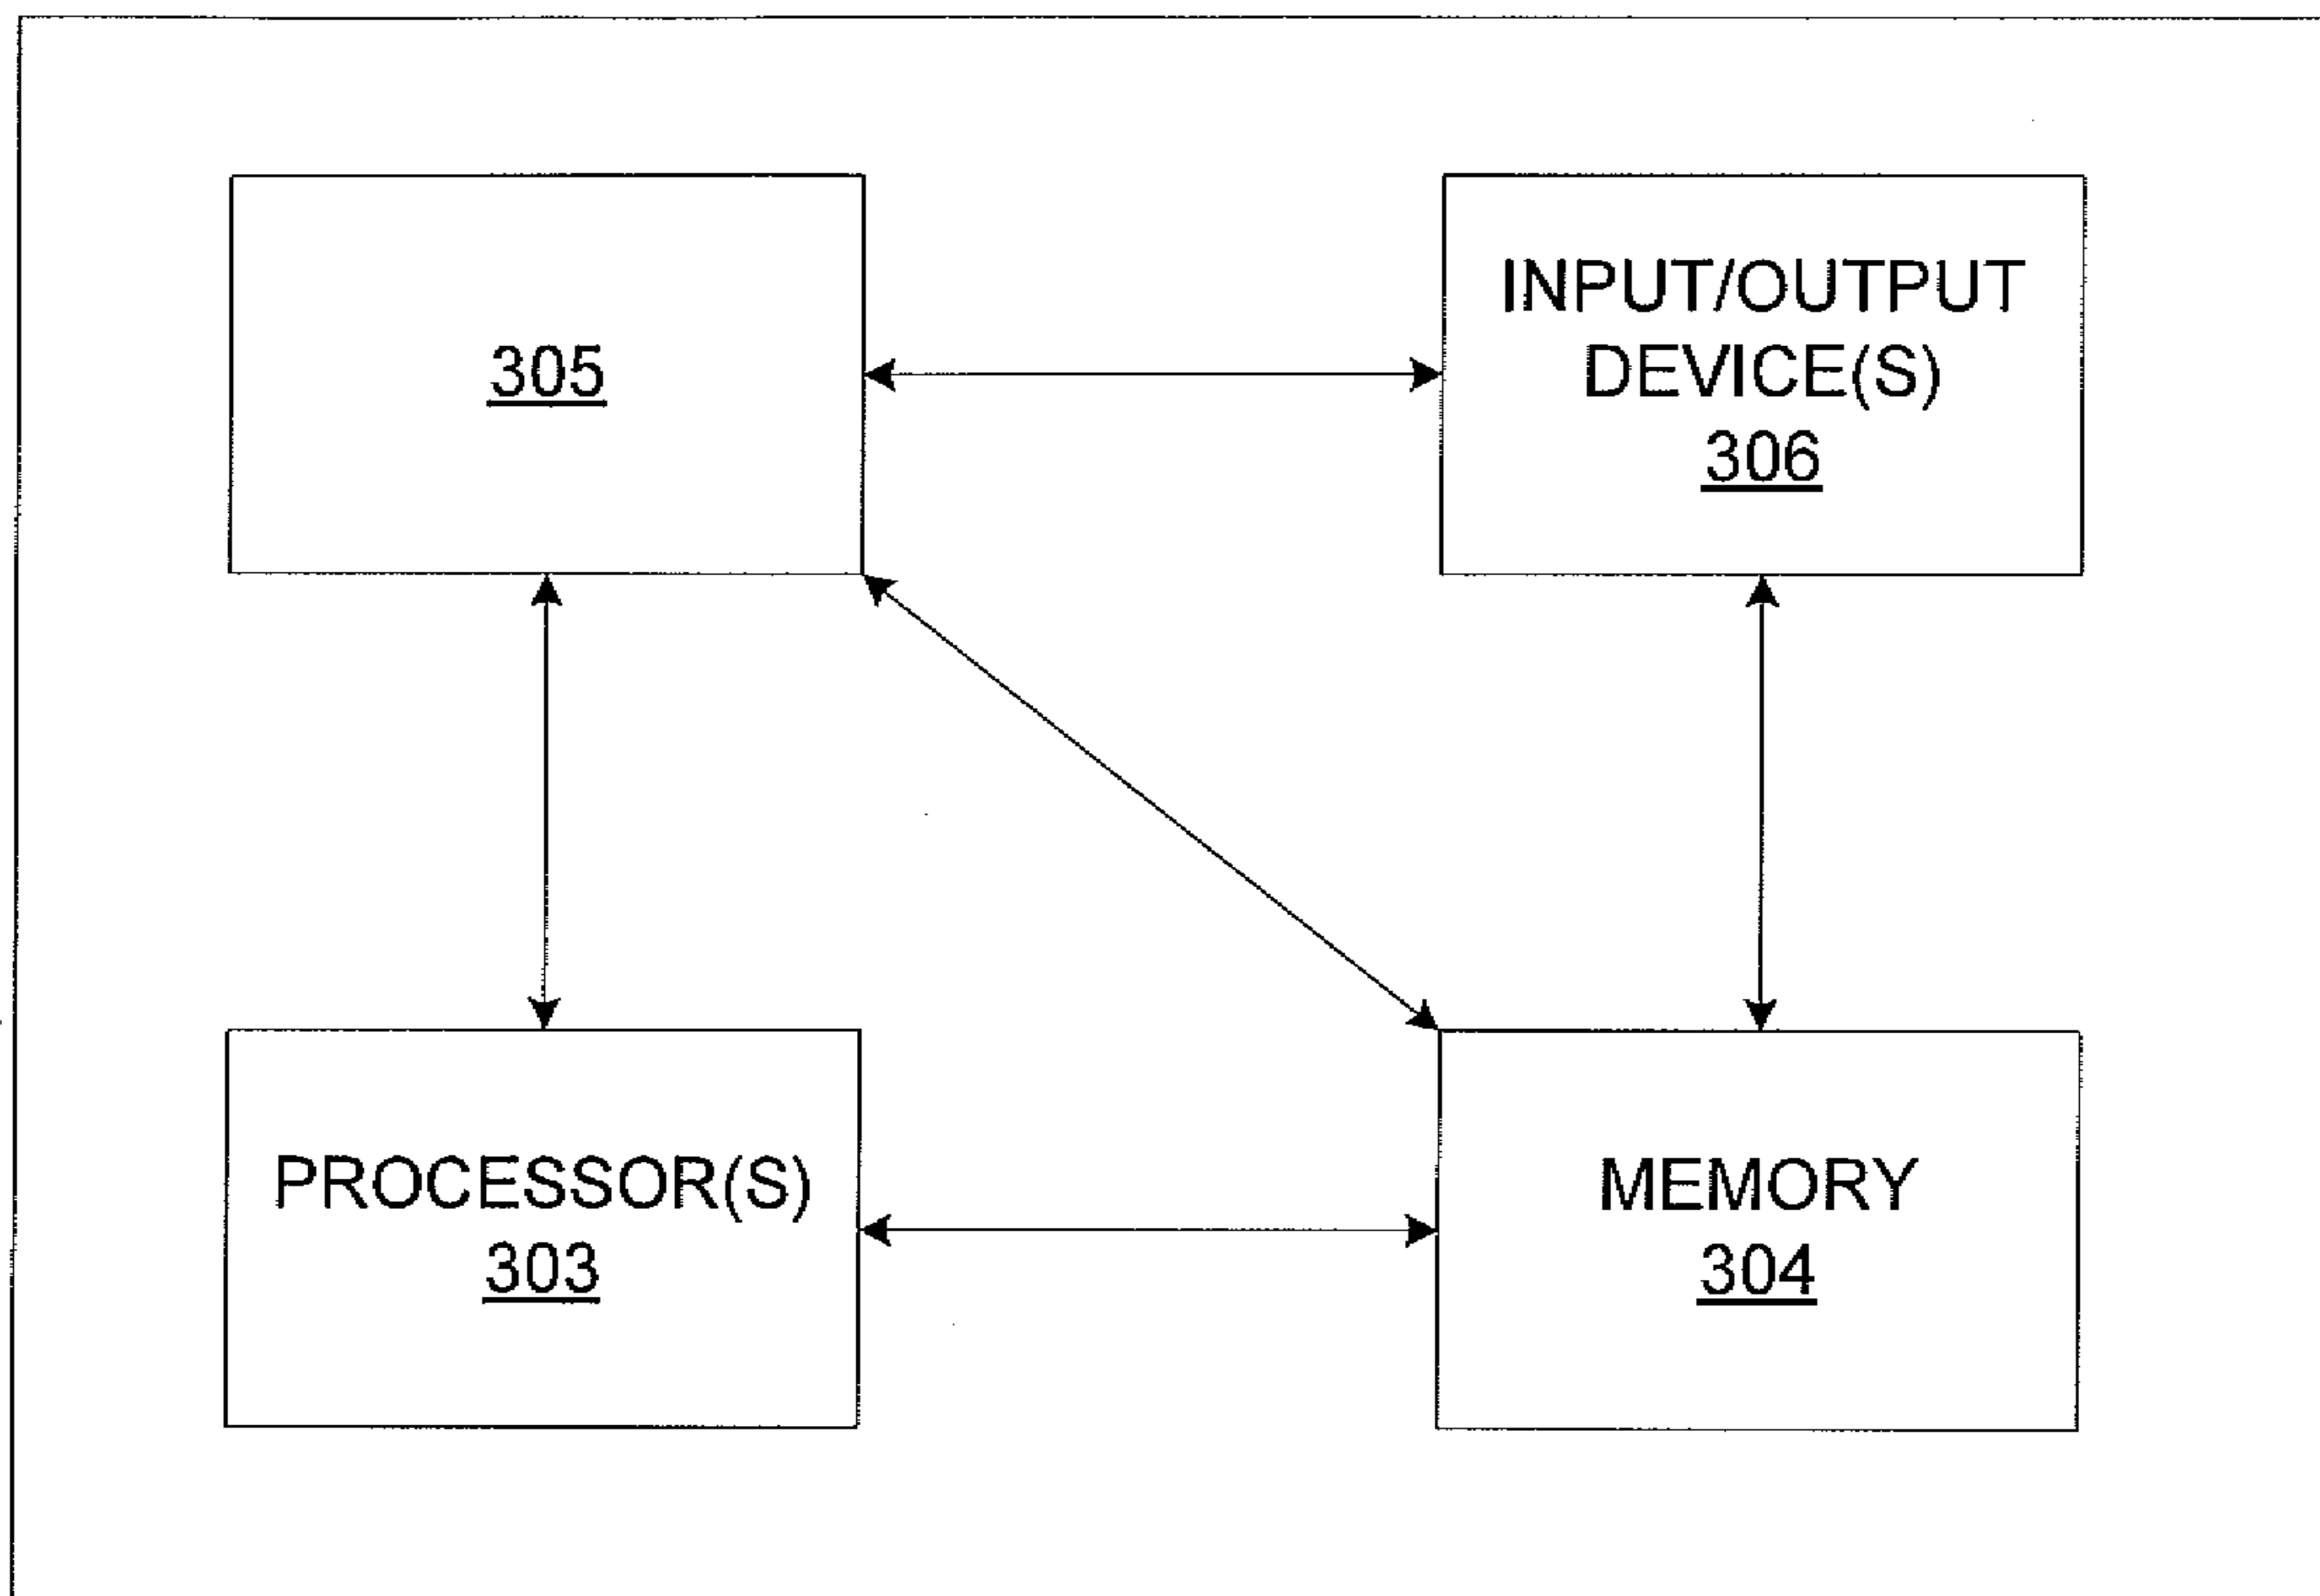 305
INPUT/OUTPUT
DEVICE(S)
306
PROCESSOR(S)
303
MEMORY
304